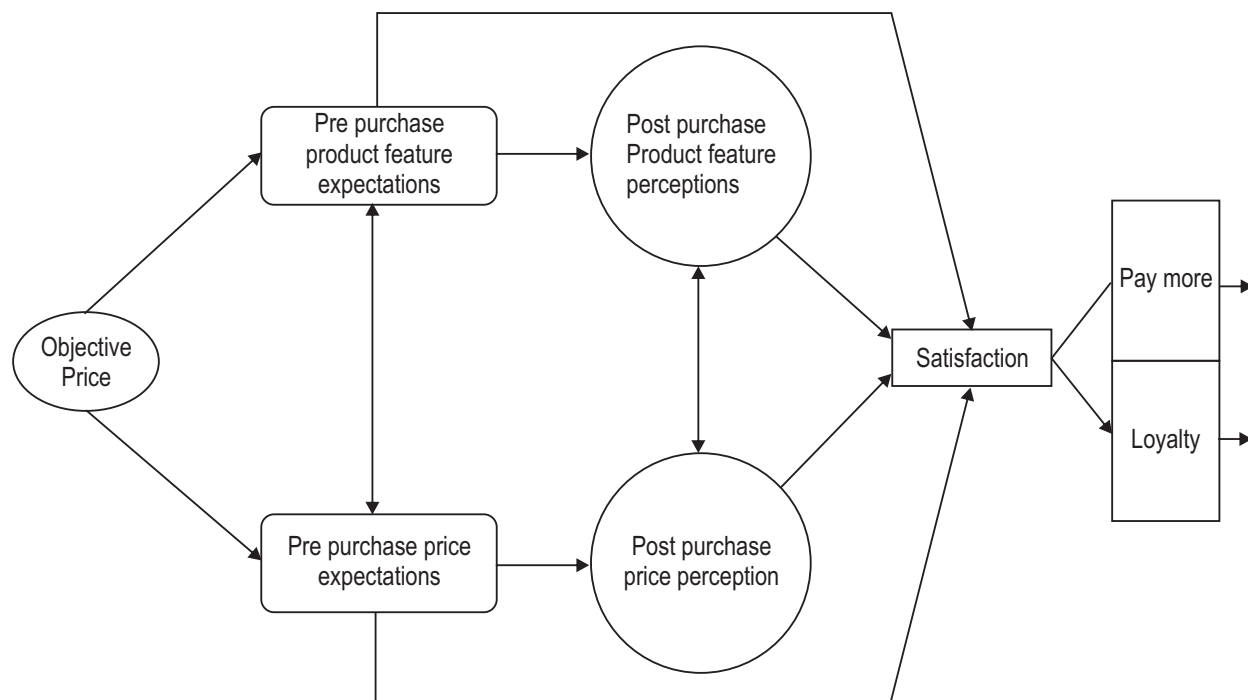 Pre purchase
product feature
expectations
Post purchase
Product feature
perceptions
Objective
Price
Satisfaction
Pay more
Loyalty
Pre purchase price
expectations
Post purchase
price perception